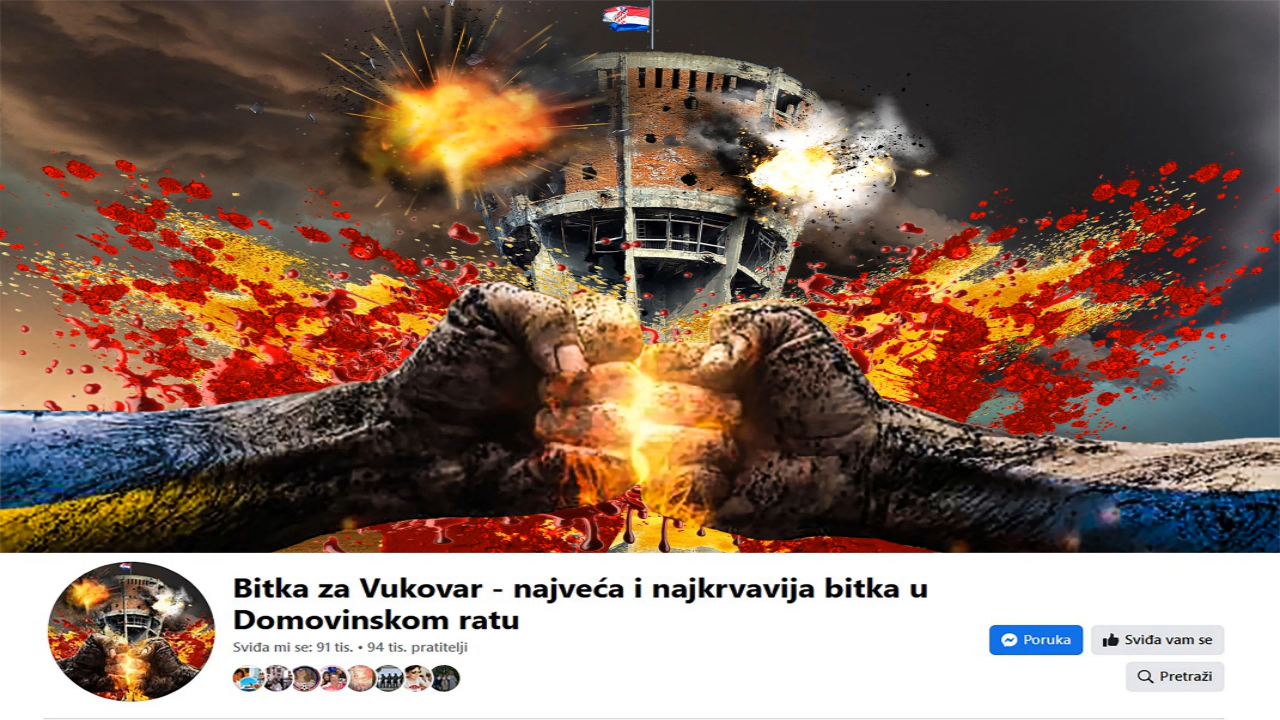 Bitka za Vukovar - najveća i najkrvavija bitka u
Domovinskom ratu
Sviđa mi se: 91 tis. • 94 tis. pratitelji
Poruka
Sviđa vam se
Pretraži